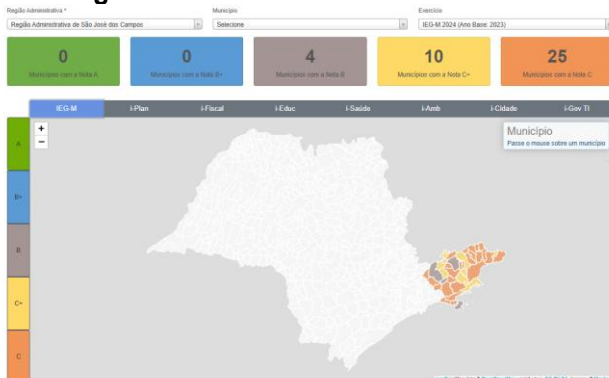 Região Administrativa *
Município
Exercício
Região Administrativa de São José dos Campos
Selecione
IEG-M 2024 (Ano Base: 2023)
0
0
4
10
25
Municípios com a Nota A
Municípios com a Nota B+
Municípios com a Nota B
Municípios com a Nota C+
Municípios com a Nota C
IEG-M
i-Plan
i-Fiscal
i-Educ
i-Saúde
i-Amb
i-Cidade
i-Gov TI
+
−
Município
Passe o mouse sobre um município
A
B+
B
C+
C